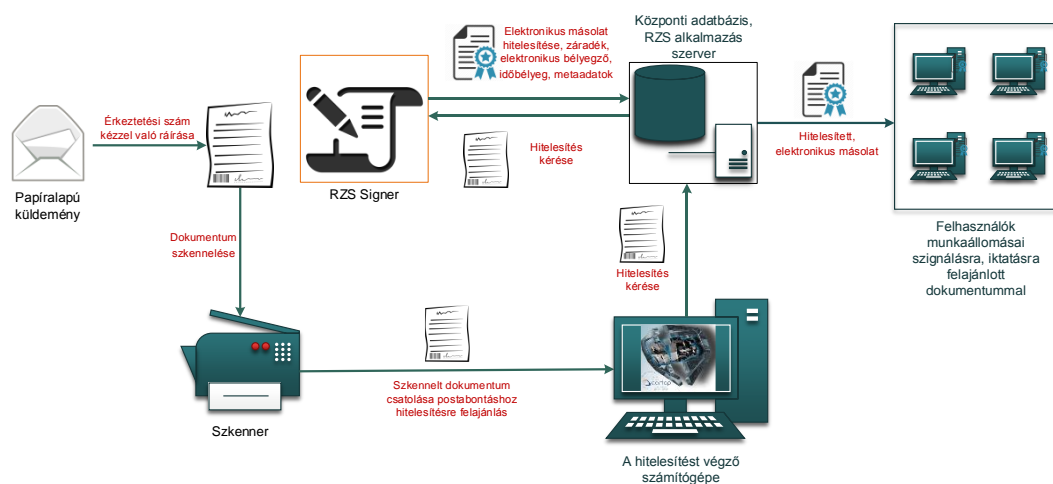 Központi adatbázis,
RZS alkalmazás
szerver
Elektronikus másolat
hitelesítése, záradék,
elektronikus bélyegző,
időbélyeg, metaadatok
Érkeztetési szám
kézzel való ráírása
Hitelesítés
kérése
Hitelesített,
elektronikus másolat
Papíralapú
küldemény
RZS Signer
Dokumentum
szkennelése
Hitelesítés
kérése
Felhasználók
munkaállomásai
szignálásra, iktatásra
felajánlott
dokumentummal
Szkennelt dokumentum
csatolása postabontáshoz
hitelesítésre felajánlás
Szkenner
A hitelesítést végző
számítógépe